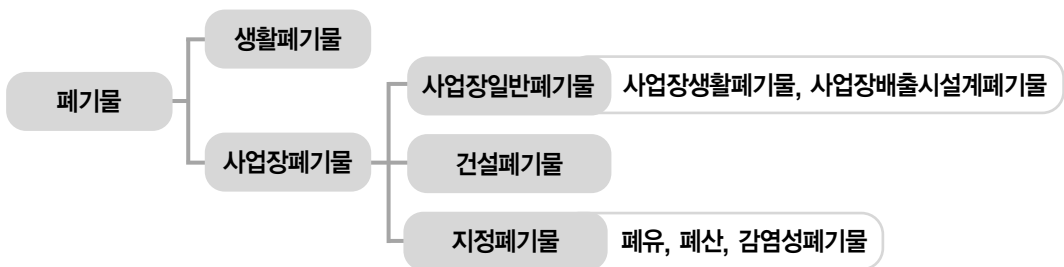 생활폐기물
사업장일반폐기물 사업장생활폐기물, 사업장배출시설계폐기물
폐기물
사업장폐기물 건설폐기물
지정폐기물 폐유, 폐산, 감염성폐기물